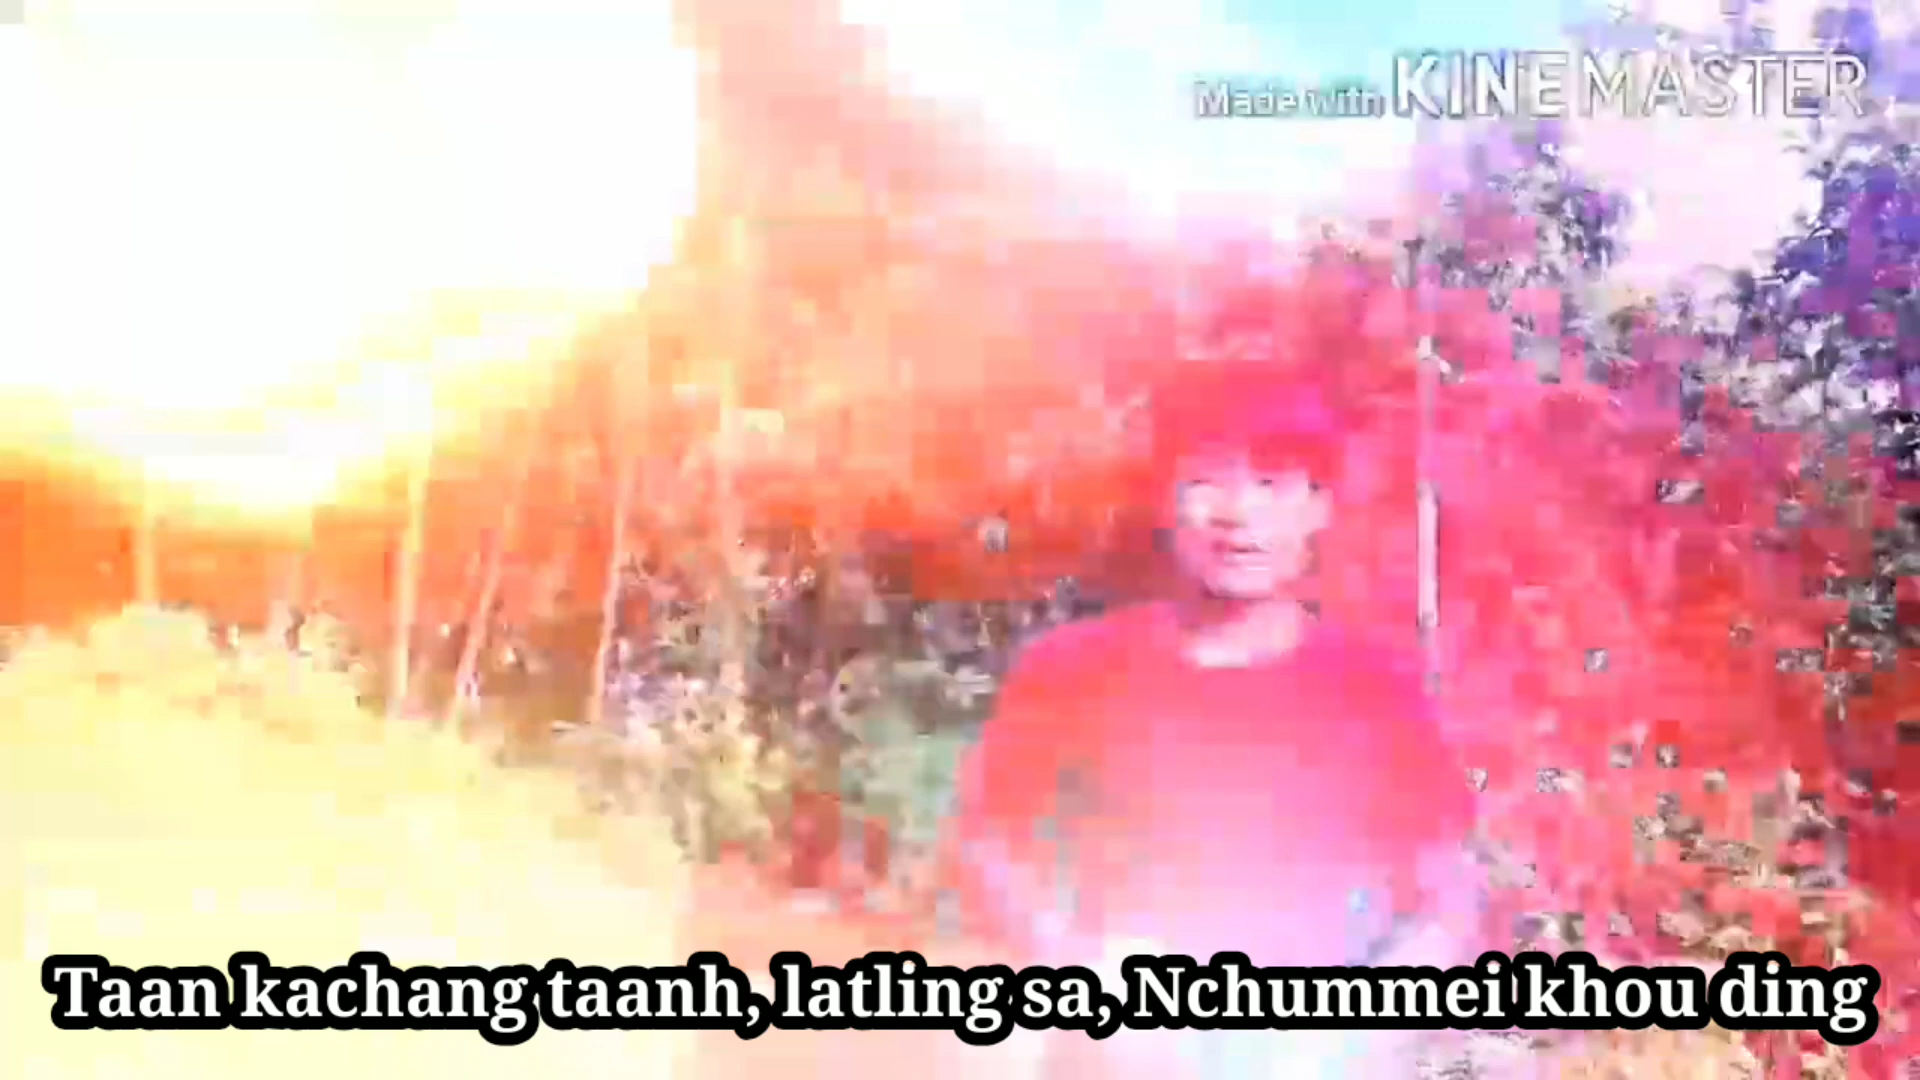 Made with KINEMASTER
Taan kachang taanh, latling sa, Nchummei khou ding